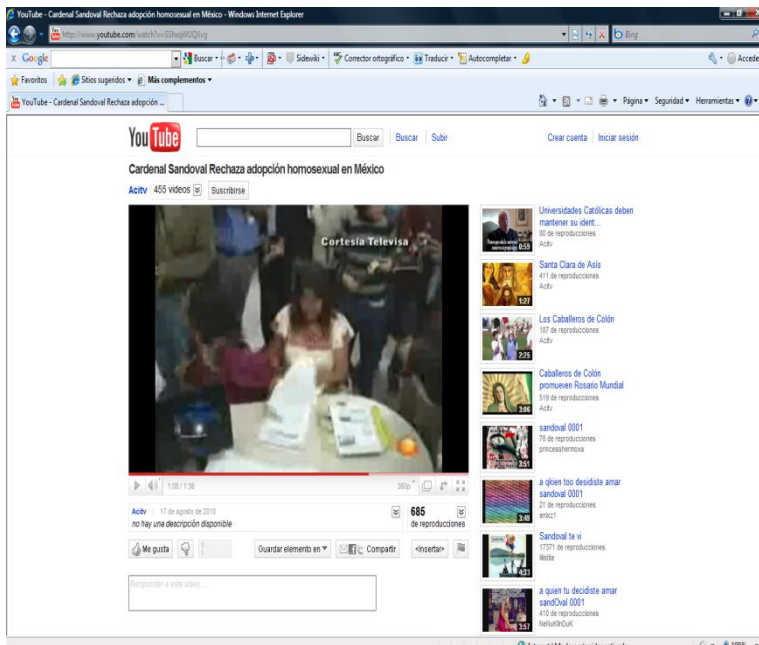 YouTube - Cardenal Sandoval Rechaza adopción homosexual en México - Windows Internet Explorer
http://www.youtube.com/watch?v=
Bing
x Google Buscar Sidewiki Corrector ortográfico Traducir Autocompletar Accede
Favoritos Sitios sugeridos Más complementos
YouTube - Cardenal Sandoval Rechaza adopción ... Página Seguridad Herramientas
YouTube Buscar Buscar Subir Crear cuenta Iniciar sesión
Cardenal Sandoval Rechaza adopción homosexual en México
Acitv 455 videos Suscribirse
Cortesía Televisa
1:08 / 1:36 360p
Acitv 17 de agosto de 2010
no hay una descripción disponible
685
de reproducciones
Me gusta Guardar elemento en Compartir <Insertar>
Responder a este vídeo...
Universidades Católicas deben
mantener su ident...
80 de reproducciones
Acitv
0:59
Santa Clara de Asís
411 de reproducciones
Acitv
1:27
Los Caballeros de Colón
187 de reproducciones
Acitv
2:25
Caballeros de Colón
promueven Rosario Mundial
519 de reproducciones
Acitv
3:06
sandoval 0001
78 de reproducciones
princesshermoxa
3:51
a qkien too desidiste amar
sandoval 0001
21 de reproducciones
3:49
Sandoval te vi
17371 de reproducciones
4:33
a quien tu decidiste amar
sandOval 0001
410 de reproducciones
NeNuKlinDuK
3:57